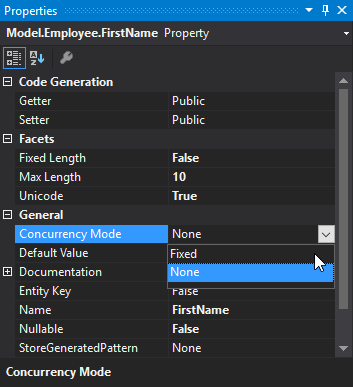 Properties
Model.Employee.FirstName Property
Code Generation
Getter Public
Setter Public
Facets
Fixed Length False
Max Length 10
Unicode True
General
Concurrency Mode None
Default Value Fixed
Documentation None
Entity Key False
Name FirstName
Nullable False
StoreGeneratedPattern None
Concurrency Mode